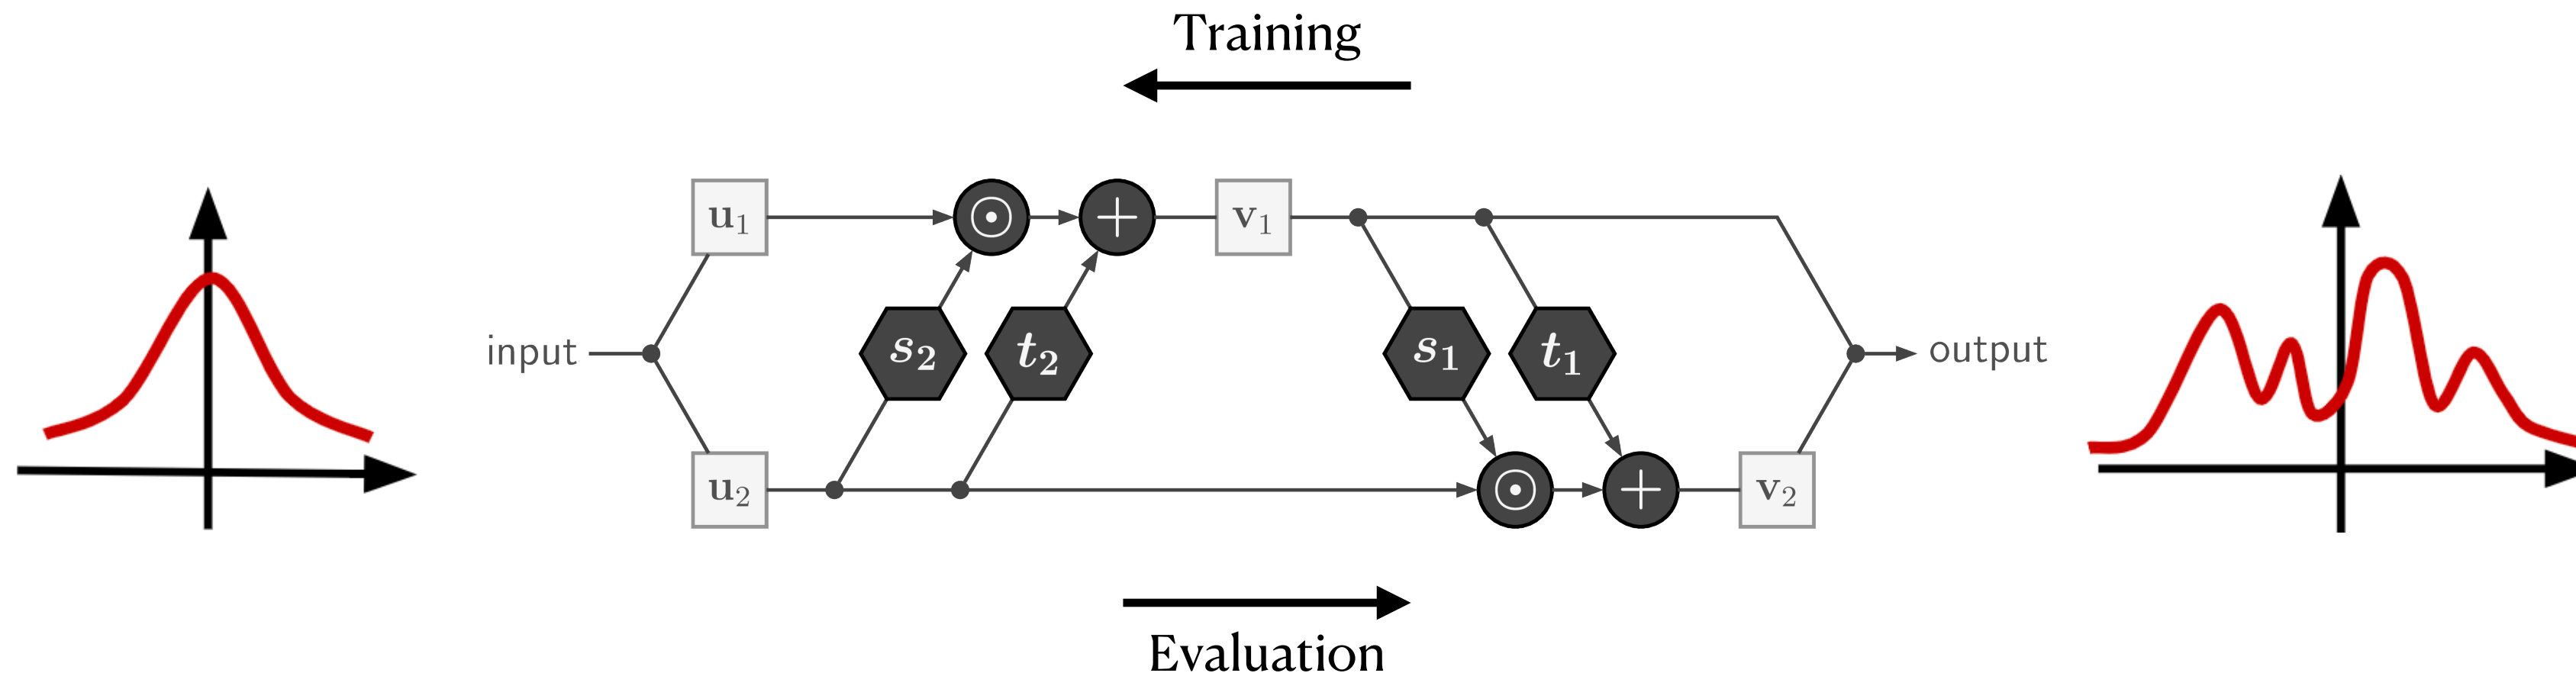 Training
u₁
⊙
+
v₁
input
s₂
t₂
s₁
t₁
output
u₂
⊙
+
v₂
Evaluation